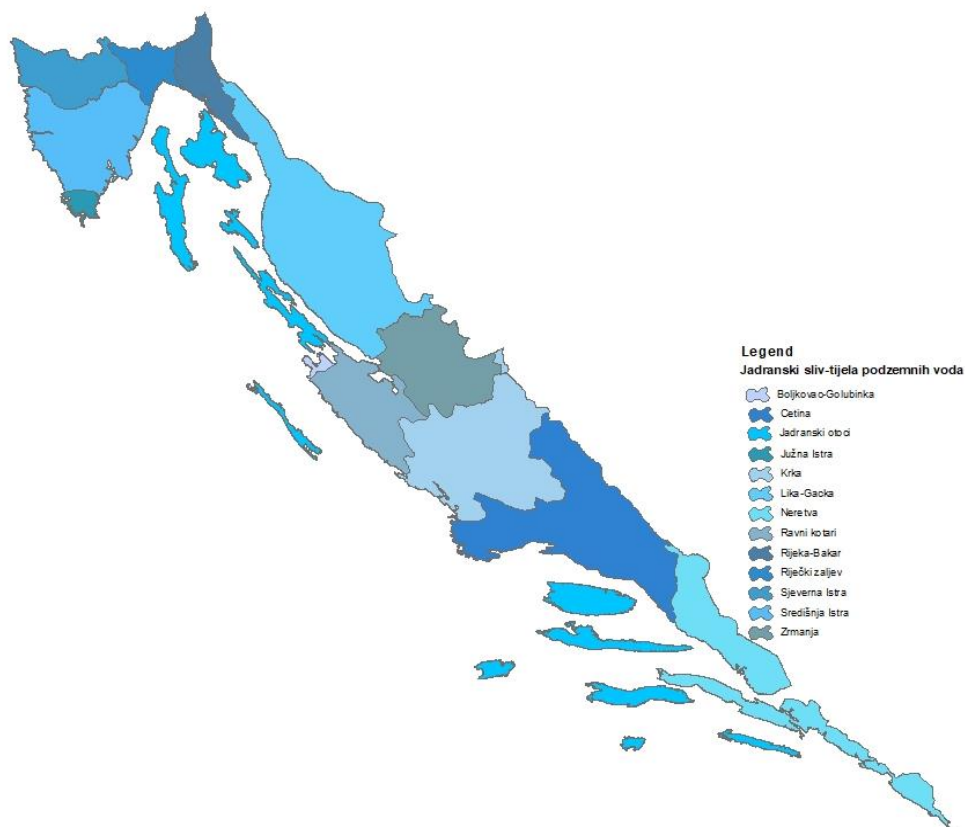 Legend
Jadranski sliv-tijela podzemnih voda
Boljkovao-Golubinka
Cetina
Jadranski otoci
Južna Istra
Krka
Lika-Gacka
Neretva
Ravni kotari
Rijeka-Bakar
Riječki zaljev
Sjeverna Istra
Središnja Istra
Zrmanja